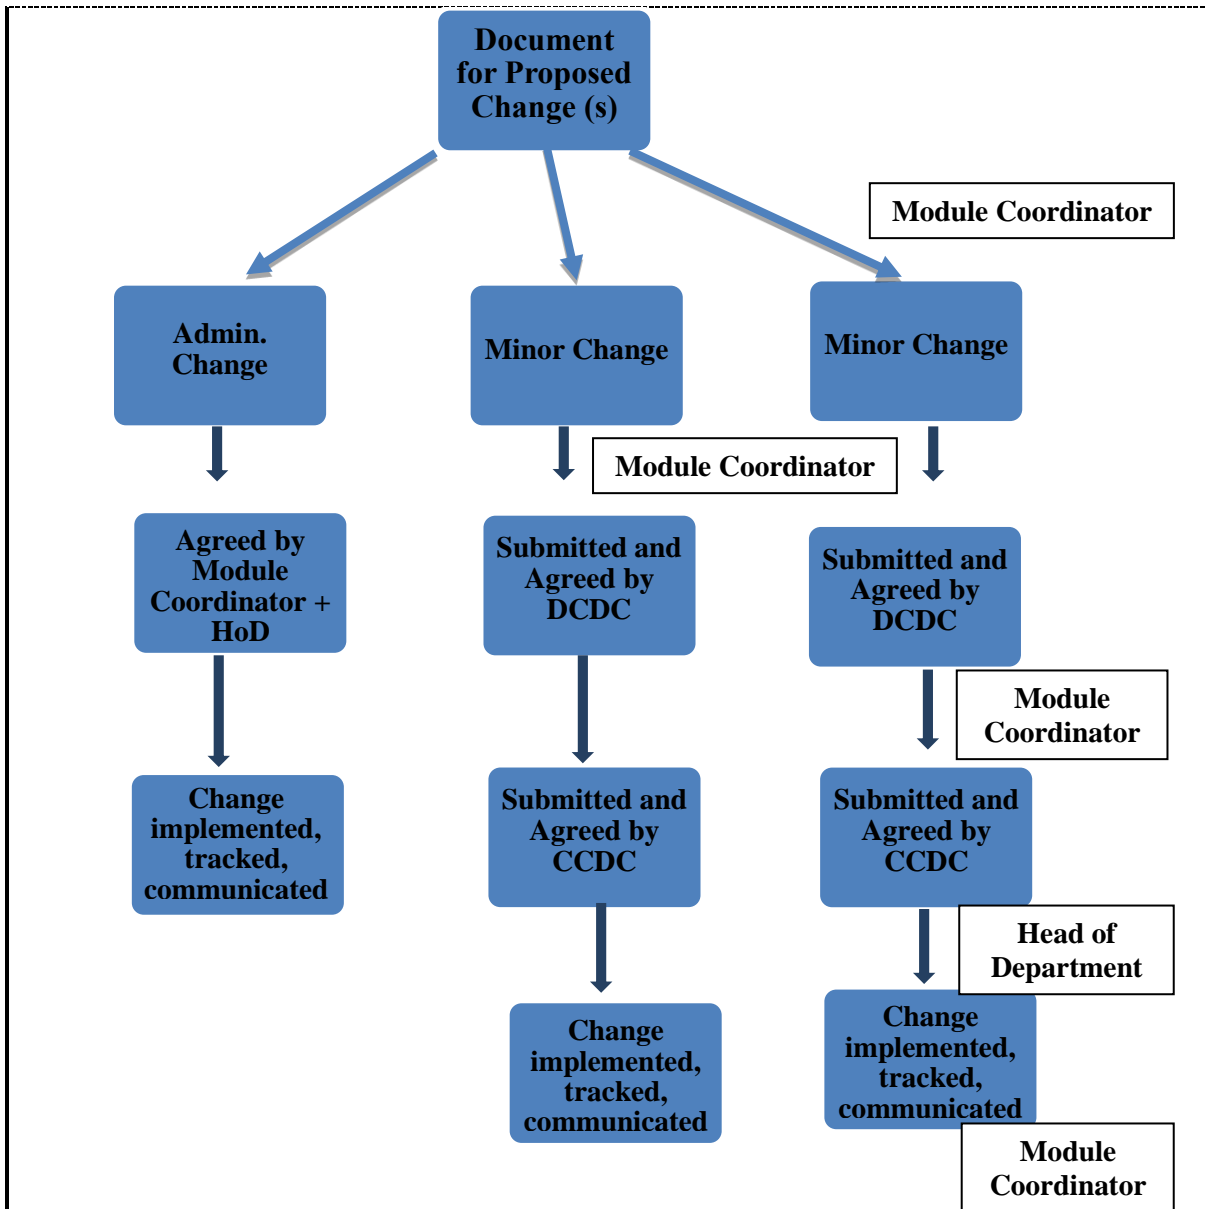 Document
for Proposed
Change (s)
Module Coordinator
Admin.
Change
Minor Change
Minor Change
Module Coordinator
Agreed by
Module
Coordinator +
HoD
Submitted and
Agreed by
DCDC
Submitted and
Agreed by
DCDC
Module
Coordinator
Change
implemented,
tracked,
communicated
Submitted and
Agreed by
CCDC
Submitted and
Agreed by
CCDC
Head of
Department
Change
implemented,
tracked,
communicated
Change
implemented,
tracked,
communicated
Module
Coordinator